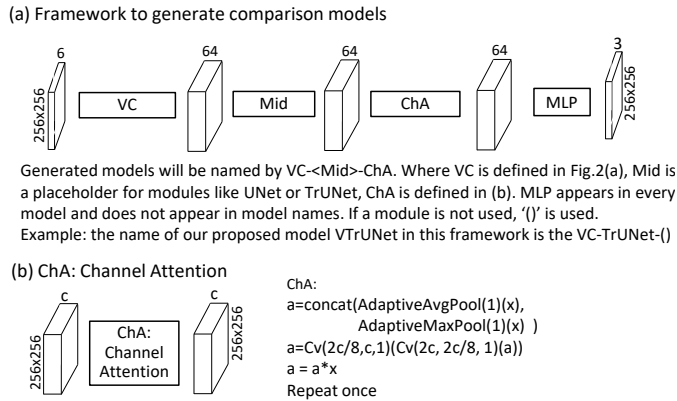 (a) Framework to generate comparison models
6
64
64
64
3
256x256
VC
Mid
ChA
MLP
256x256
Generated models will be named by VC-<Mid>-ChA. Where VC is defined in Fig.2(a), Mid is
a placeholder for modules like UNet or TrUNet, ChA is defined in (b). MLP appears in every
model and does not appear in model names. If a module is not used, ‘()’ is used.
Example: the name of our proposed model VTrUNet in this framework is the VC-TrUNet-()
(b) ChA: Channel Attention
c
c
256x256
ChA:
Channel
Attention
256x256
ChA:
a=concat(AdaptiveAvgPool(1)(x),
AdaptiveMaxPool(1)(x) )
a=Cv(2c/8,c,1)(Cv(2c, 2c/8, 1)(a))
a = a*x
Repeat once